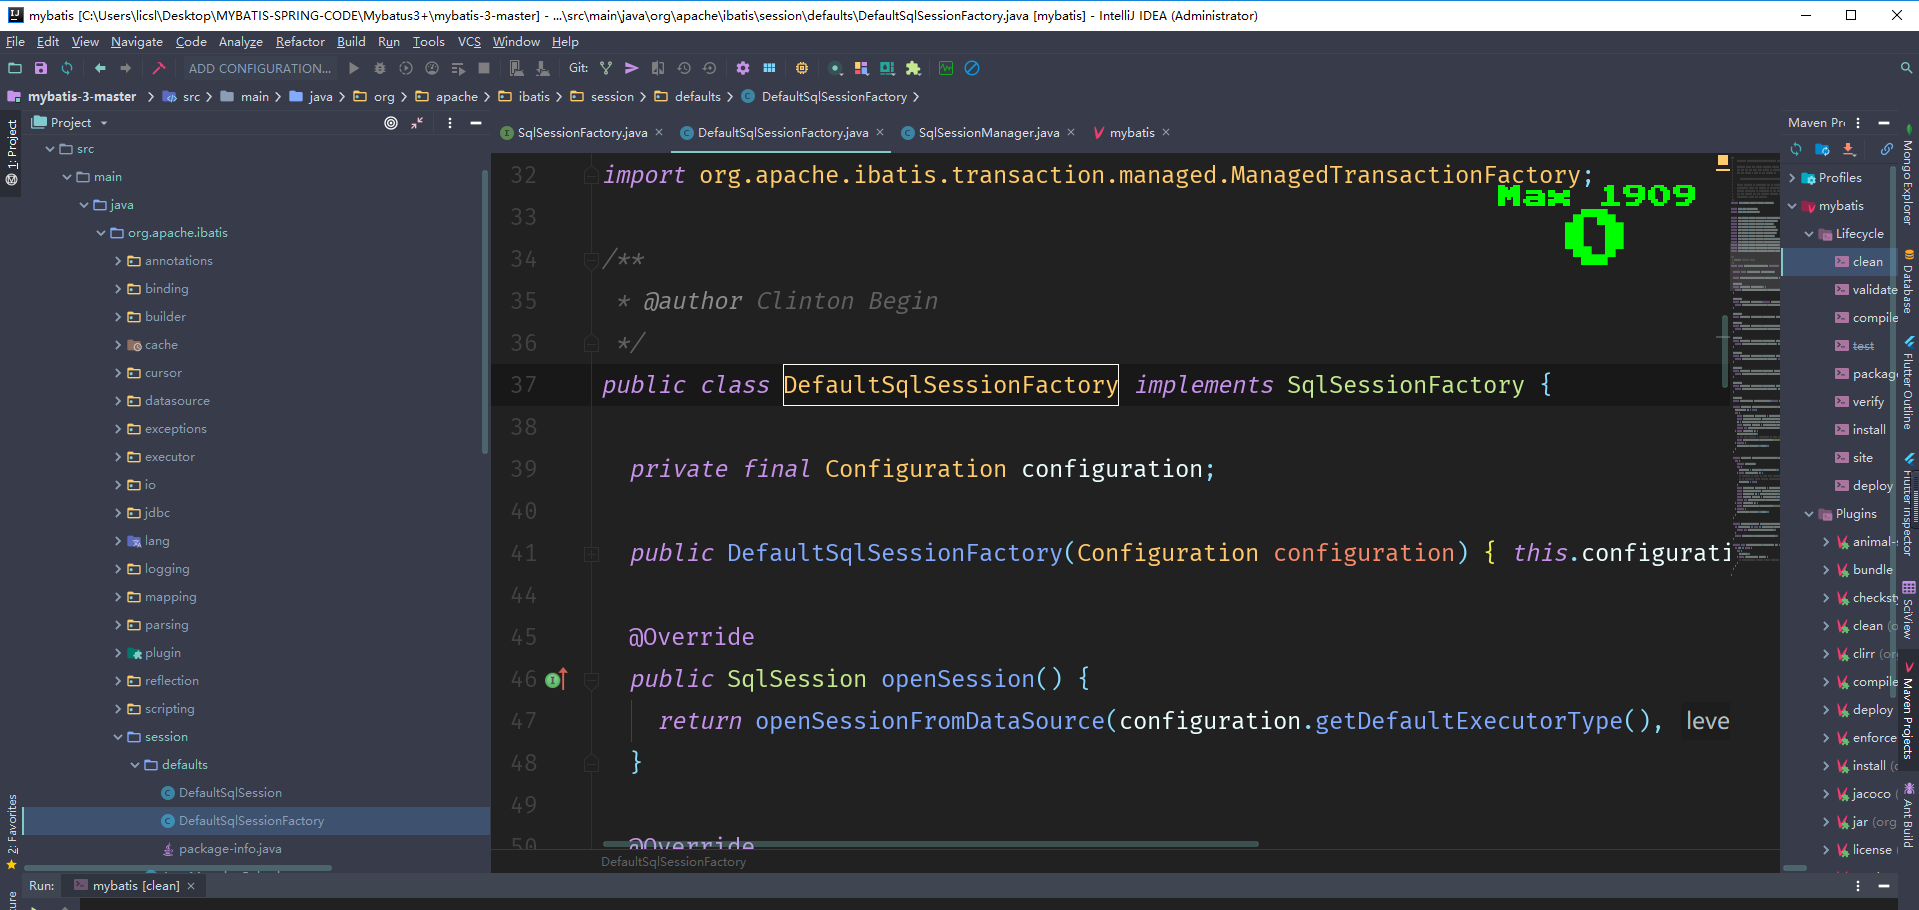 mybatis [C:\Users\licsl\Desktop\MYBATIS-SPRING-CODE\Mybatus3+\mybatis-3-master] - ...\src\main\java\org\apache\ibatis\session\defaults\DefaultSqlSessionFactory.java [mybatis] - IntelliJ IDEA (Administrator)
File Edit View Navigate Code Analyze Refactor Build Run Tools VCS Window Help
ADD CONFIGURATION... Git:
mybatis-3-master src main java org apache ibatis session defaults DefaultSqlSessionFactory
1: Project
2: Favorites
Project
src
main
java
org.apache.ibatis
annotations
binding
builder
cache
cursor
datasource
exceptions
executor
io
jdbc
lang
logging
mapping
parsing
plugin
reflection
scripting
session
defaults
DefaultSqlSession
DefaultSqlSessionFactory
package-info.java
SqlSessionFactory.java DefaultSqlSessionFactory.java SqlSessionManager.java mybatis
32 import org.apache.ibatis.transaction.managed.ManagedTransactionFactory;
Max 1909
0
33
34 /**
35 * @author Clinton Begin
36 */
37 public class DefaultSqlSessionFactory implements SqlSessionFactory {
38
39 private final Configuration configuration;
40
41 public DefaultSqlSessionFactory(Configuration configuration) { this.configurati
44
45 @Override
46 public SqlSession openSession() {
47 return openSessionFromDataSource(configuration.getDefaultExecutorType(), leve
48 }
49
50 @Override
DefaultSqlSessionFactory
Maven Pr
Profiles
mybatis
Lifecycle
clean
validate
compile
test
package
verify
install
site
deploy
Plugins
animal-s
bundle
checksty
clean (o
clirr (org
compile
deploy
enforce
install (o
jacoco (
jar (org
license
Mongo Explorer
Database
Flutter Outline
Flutter Inspector
SciView
Maven Projects
Ant Build
Run: mybatis [clean]